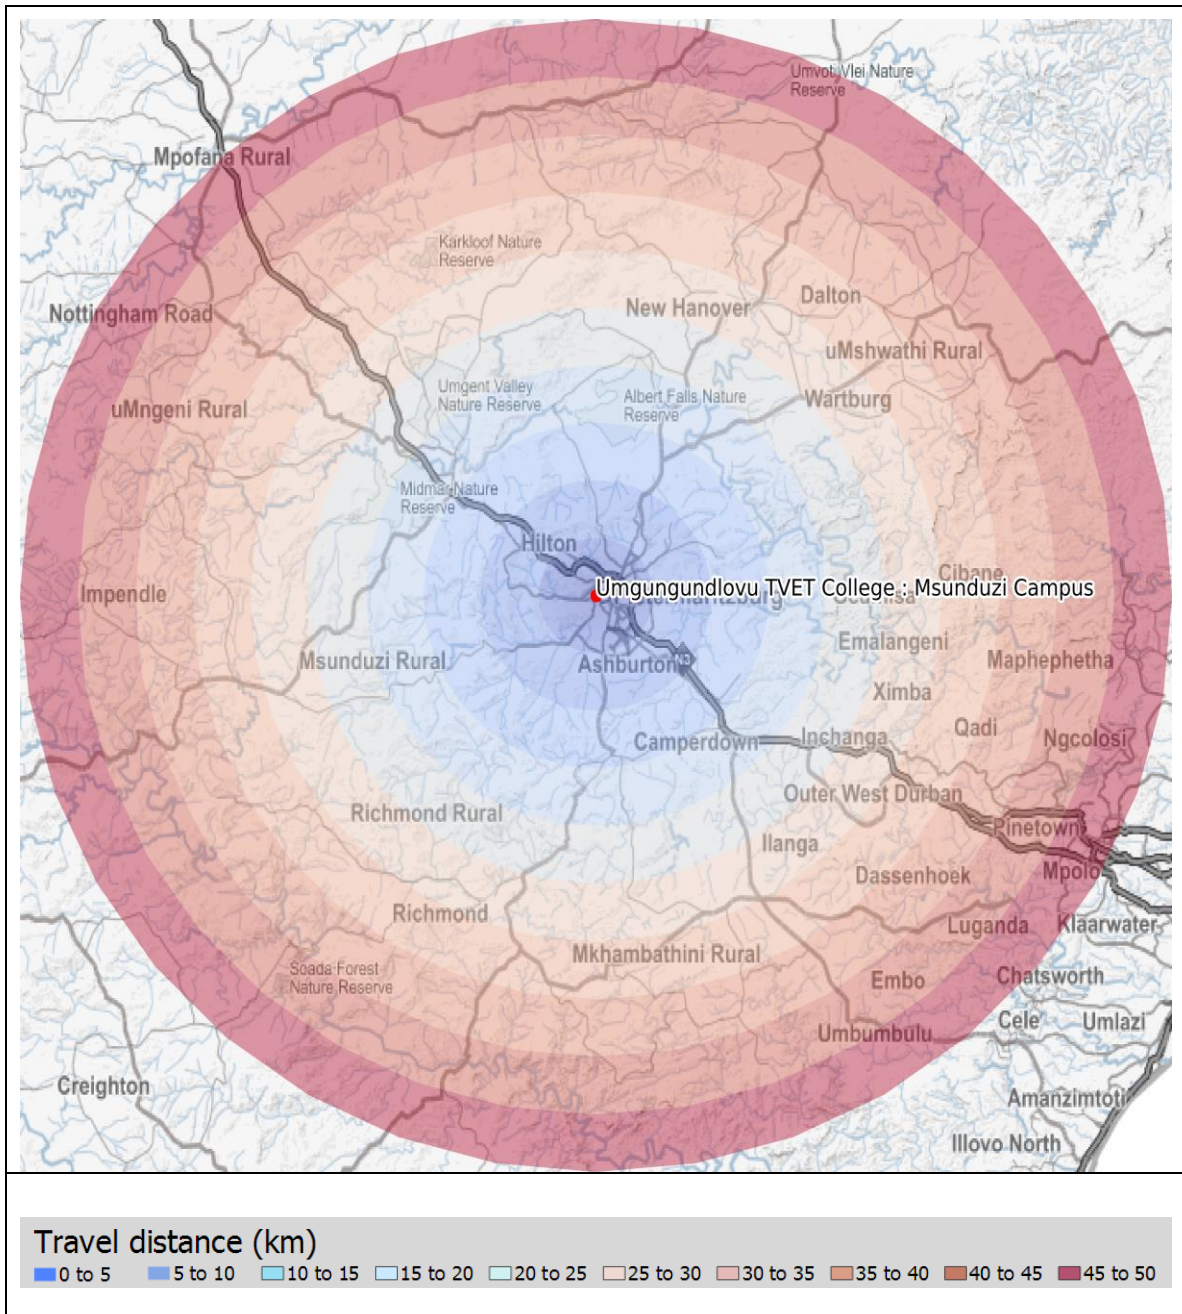 Umvoti Vlei Nature
Reserve
Mpofana Rural
Karkloof Nature
Reserve
Dalton
New Hanover
Nottingham Road
uMshwathi Rural
Umgent Valley
Nature Reserve
Albert Falls Nature
Reserve
Wartburg
uMngeni Rural
Midmar Nature
Reserve
Hilton
Cibane
Umgungundlovu TVET College : Msunduzi Campus
Impendle
Emalangeni
Msunduzi Rural
Ashburton
Maphephetha
Ximba
Qadi
Camperdown
Inchanga
Ngcolosi
Outer West Durban
Richmond Rural
Pinetown
Ilanga
Dassenhoek
Mpolo
Richmond
Luganda
Klaarwater
Mkhambathini Rural
Soada Forest
Nature Reserve
Embo
Chatsworth
Umbumbulu
Cele
Umlazi
Creighton
Amanzimtoti
Illovo North
Travel distance (km)
0 to 5 5 to 10 10 to 15 15 to 20 20 to 25 25 to 30 30 to 35 35 to 40 40 to 45 45 to 50